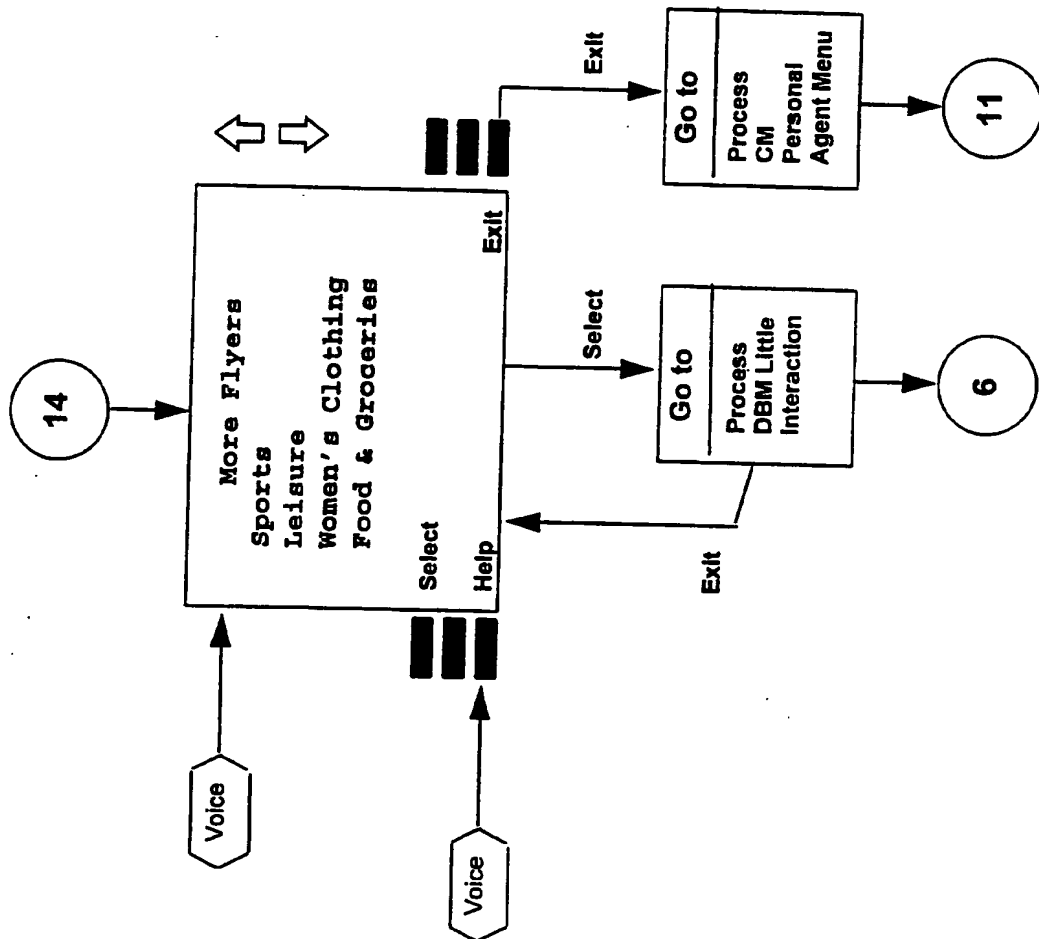 14
Voice
More Flyers
Sports
Leisure
Women's Clothing
Food & Groceries
Select
Help
Exit
Voice
Exit
Select
Exit
Go to
Process
DBM Little
Interaction
Go to
Process
CM
Personal
Agent Menu
6
11